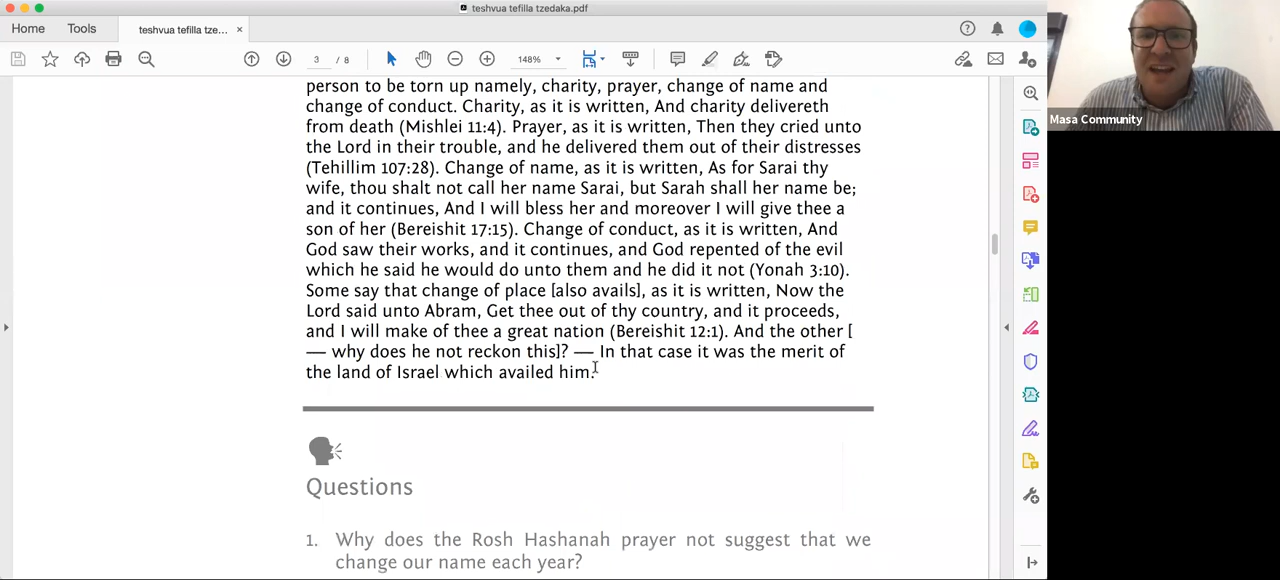 teshvua tefilla tzedaka.pdf
Home
Tools
teshvua tefilla tze...
3 / 8
148%
person to be torn up namely, charity, prayer, change of name and
change of conduct. Charity, as it is written, And charity delivereth
from death (Mishlei 11:4). Prayer, as it is written, Then they cried unto
the Lord in their trouble, and he delivered them out of their distresses
(Tehillim 107:28). Change of name, as it is written, As for Sarai thy
wife, thou shalt not call her name Sarai, but Sarah shall her name be;
and it continues, And I will bless her and moreover I will give thee a
son of her (Bereishit 17:15). Change of conduct, as it is written, And
God saw their works, and it continues, and God repented of the evil
which he said he would do unto them and he did it not (Yonah 3:10).
Some say that change of place [also avails], as it is written, Now the
Lord said unto Abram, Get thee out of thy country, and it proceeds,
and I will make of thee a great nation (Bereishit 12:1). And the other [
— why does he not reckon this]? — In that case it was the merit of
the land of Israel which availed him.
Questions
1. Why does the Rosh Hashanah prayer not suggest that we
change our name each year?
Masa Community